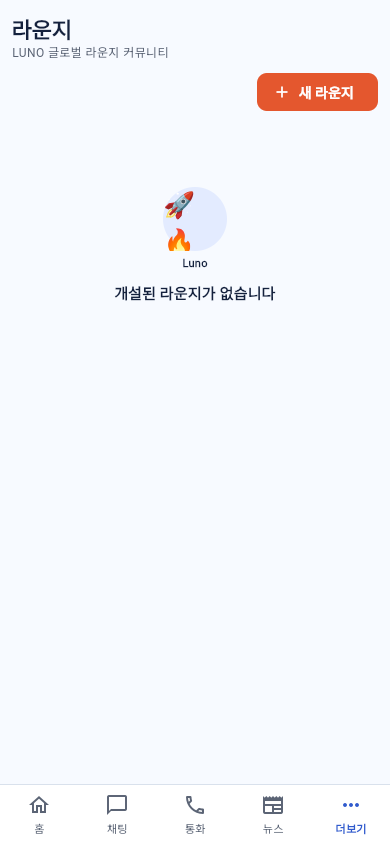 라운지
LUNO 글로벌 라운지 커뮤니티
+ 새 라운지
Luno
개설된 라운지가 없습니다
홈
채팅
통화
뉴스
더보기